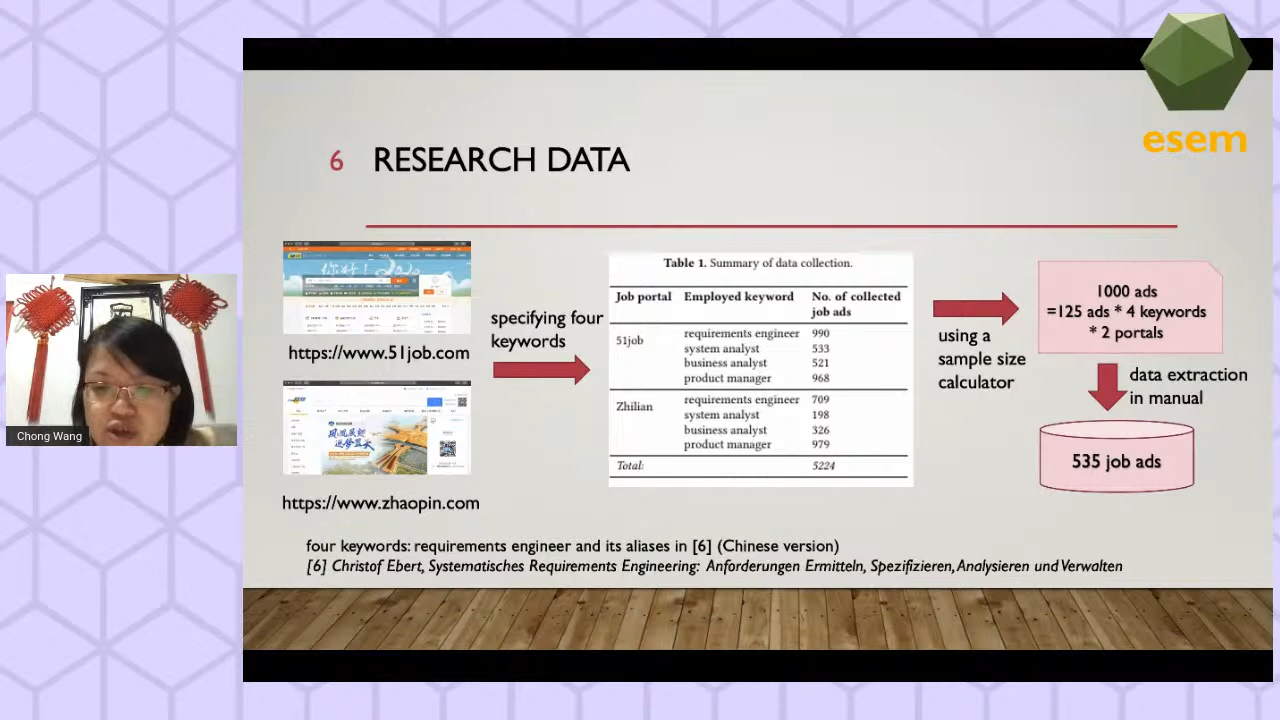 esem
6 RESEARCH DATA
https://www.51job.com
https://www.zhaopin.com
specifying four
keywords
Table 1. Summary of data collection.
Job portal Employed keyword No. of collected
job ads
51job
requirements engineer 990
system analyst 533
business analyst 521
product manager 968
Zhilian
requirements engineer 709
system analyst 198
business analyst 326
product manager 979
Total: 5224
using a
sample size
calculator
1000 ads
=125 ads * 4 keywords
* 2 portals
data extraction
in manual
535 job ads
Chong Wang
four keywords: requirements engineer and its aliases in [6] (Chinese version)
[6] Christof Ebert, Systematisches Requirements Engineering: Anforderungen Ermitteln, Spezifizieren, Analysieren und Verwalten